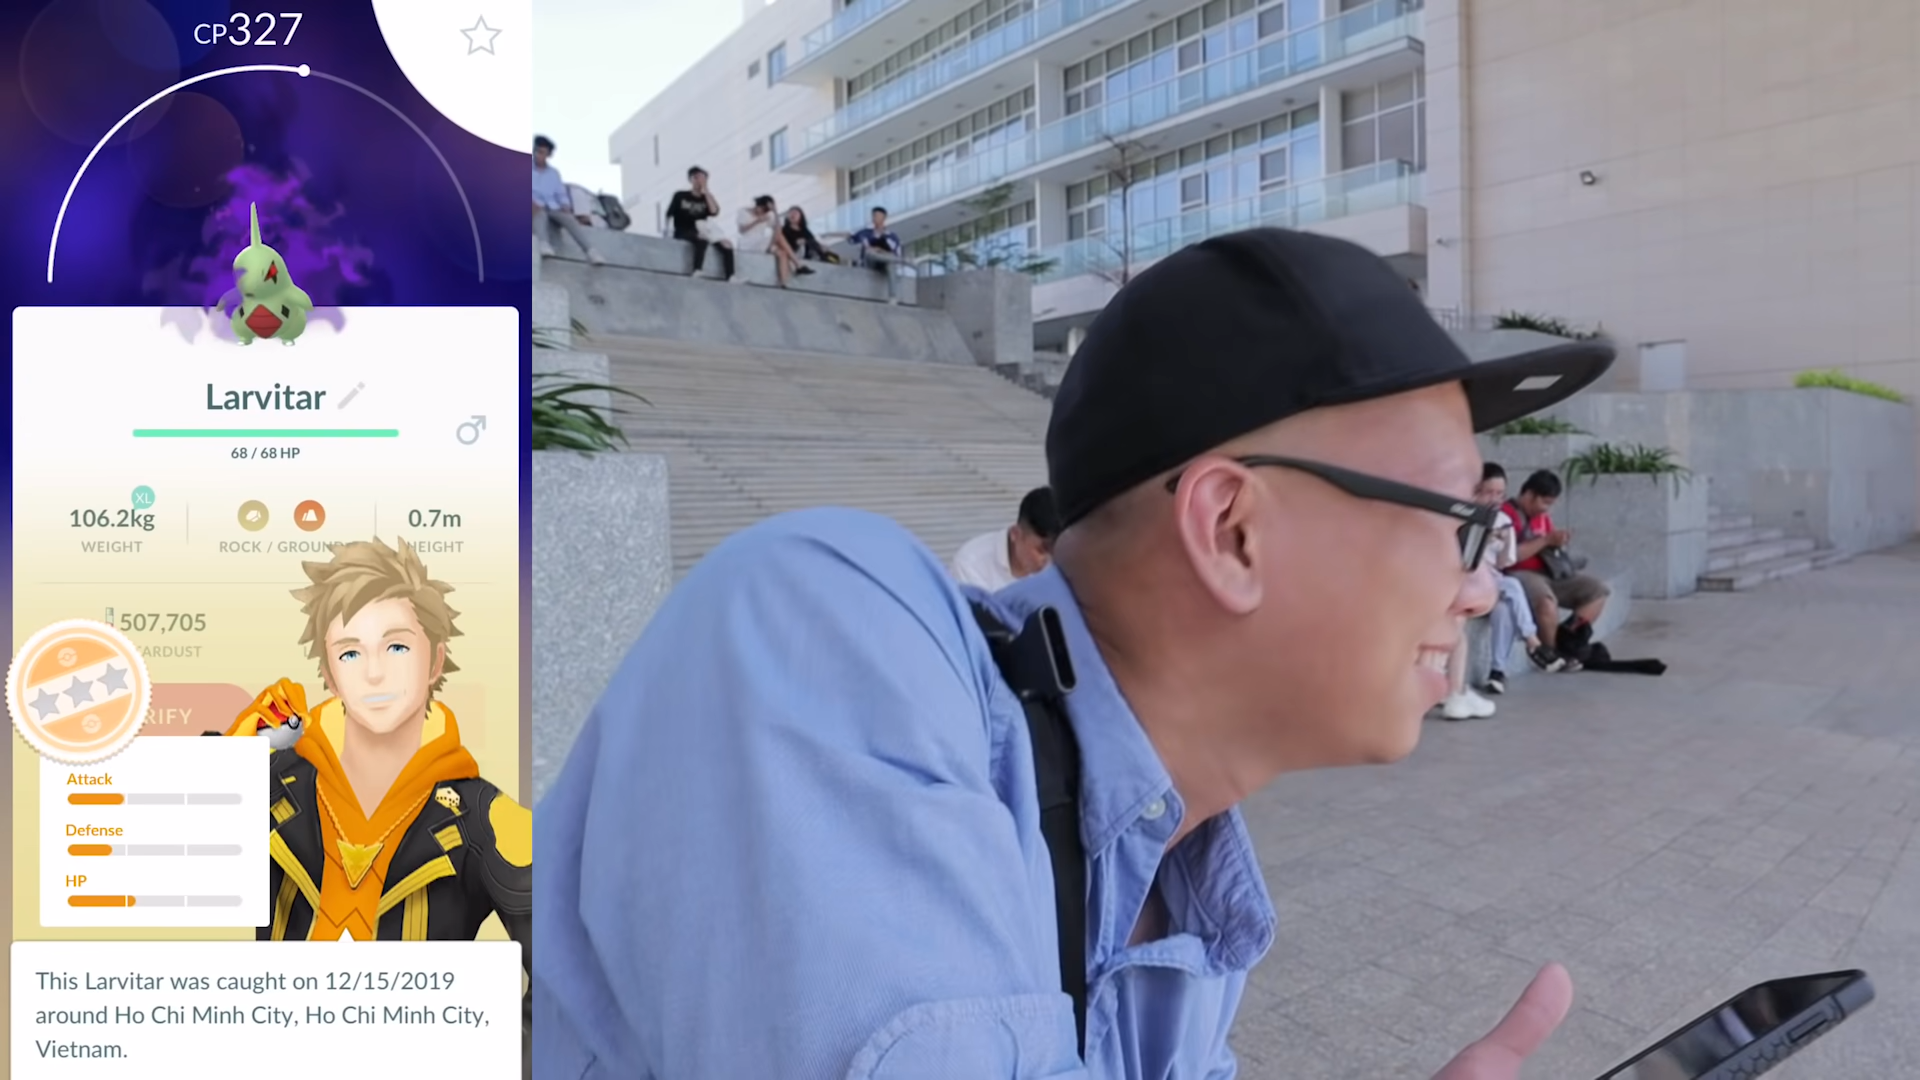 CP327
Larvitar
68 / 68 HP
XL
106.2kg
0.7m
WEIGHT
ROCK / GROUND
HEIGHT
507,705
ARDUST
RIFY
Attack
Defense
HP
This Larvitar was caught on 12/15/2019
around Ho Chi Minh City, Ho Chi Minh City,
Vietnam.